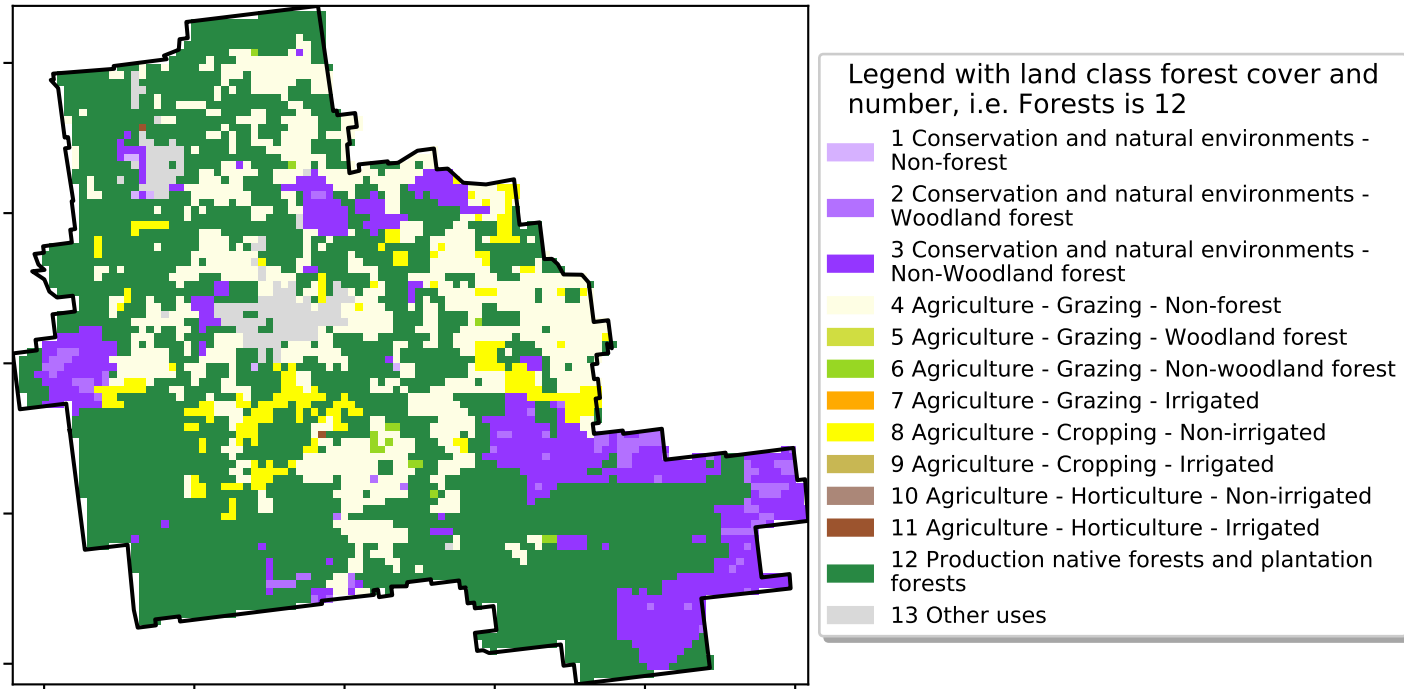 Legend with land class forest cover and
number, i.e. Forests is 12
1 Conservation and natural environments -
Non-forest
2 Conservation and natural environments -
Woodland forest
3 Conservation and natural environments -
Non-Woodland forest
4 Agriculture - Grazing - Non-forest
5 Agriculture - Grazing - Woodland forest
6 Agriculture - Grazing - Non-woodland forest
7 Agriculture - Grazing - Irrigated
8 Agriculture - Cropping - Non-irrigated
9 Agriculture - Cropping - Irrigated
10 Agriculture - Horticulture - Non-irrigated
11 Agriculture - Horticulture - Irrigated
12 Production native forests and plantation
forests
13 Other uses